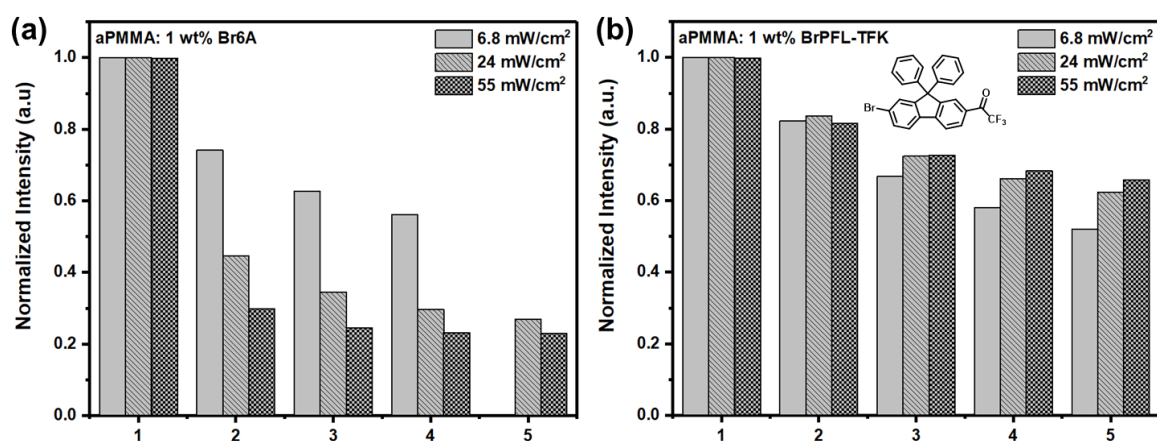 (a)
aPMMA: 1 wt% Br6A
6.8 mW/cm²
24 mW/cm²
55 mW/cm²
Normalized Intensity (a.u)
1.0
0.8
0.6
0.4
0.2
0.0
1 2 3 4 5
(b)
aPMMA: 1 wt% BrPFL-TFK
6.8 mW/cm²
24 mW/cm²
55 mW/cm²
Br
O
CF₃
Normalized Intensity (a.u.)
1.0
0.8
0.6
0.4
0.2
0.0
1 2 3 4 5